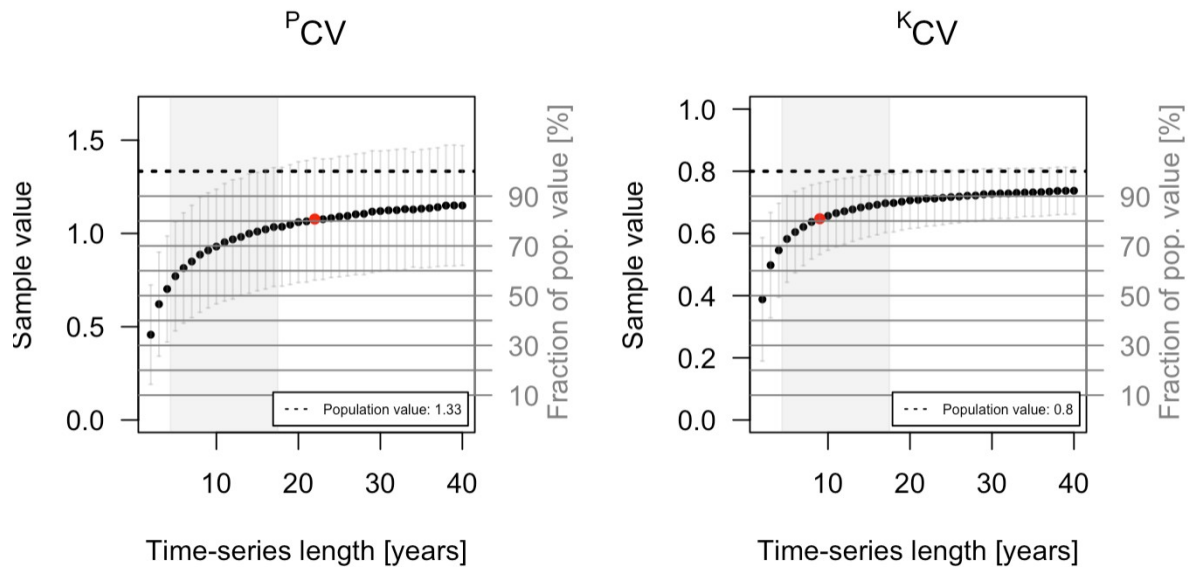 PCV
Sample value
1.5
1.0
0.5
0.0
90
70
50
30
10
Fraction of pop. value [%]
Population value: 1.33
10 20 30 40
Time-series length [years]
KCV
Sample value
1.0
0.8
0.6
0.4
0.2
0.0
90
70
50
30
10
Fraction of pop. value [%]
Population value: 0.8
10 20 30 40
Time-series length [years]